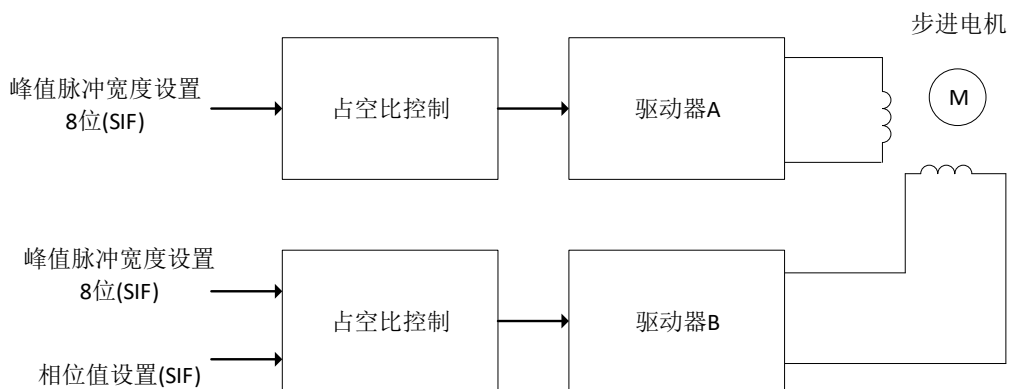 步进电机
峰值脉冲宽度设置
8位(SIF)
占空比控制
驱动器A
M
峰值脉冲宽度设置
8位(SIF)
相位值设置(SIF)
占空比控制
驱动器B